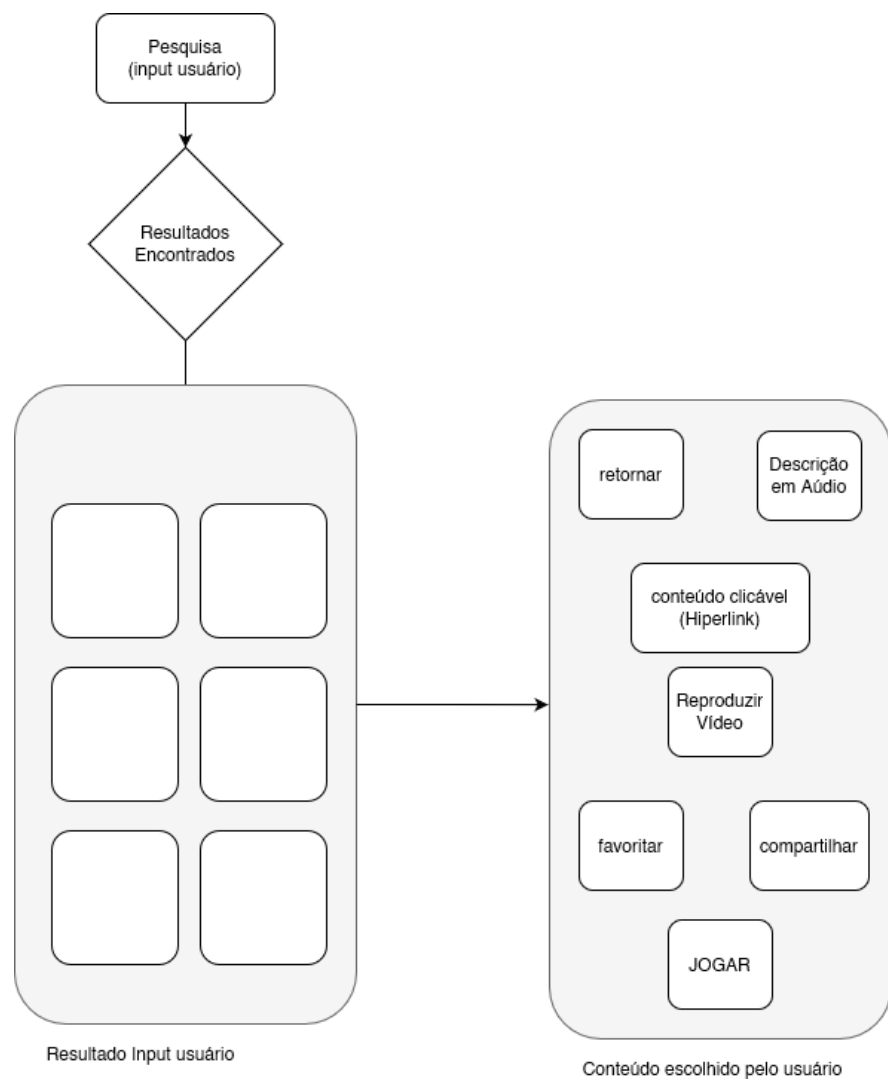 Pesquisa
(input usuário)
Resultados
Encontrados
retornar
Descrição
em Aúdio
conteúdo clicável
(Hiperlink)
Reproduzir
Vídeo
favoritar
compartilhar
JOGAR
Resultado Input usuário
Conteúdo escolhido pelo usuário